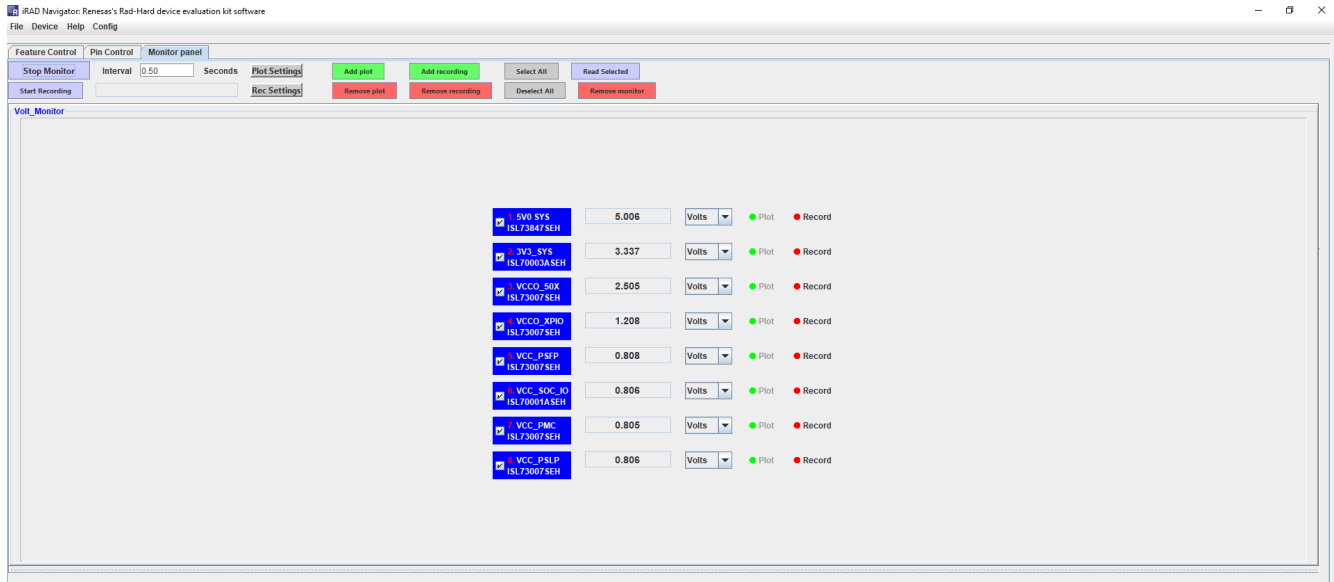 iRAD Navigator: Renesas's Rad-Hard device evaluation kit software
File Device Help Config
Feature Control Pin Control Monitor panel
Stop Monitor Interval 0.50 Seconds Plot Settings Add plot Add recording Select All Read Selected
Start Recording Rec Settings Remove plot Remove recording Deselect All Remove monitor
Volt_Monitor
1. 5V0 SYS
ISL73847SEH 5.006 Volts Plot Record
2. 3V3_SYS
ISL70003ASEH 3.337 Volts Plot Record
3. VCCO_50X
ISL73007SEH 2.505 Volts Plot Record
4. VCCO_XPIO
ISL73007SEH 1.208 Volts Plot Record
5. VCC_PSFP
ISL73007SEH 0.808 Volts Plot Record
6. VCC_SOC_IO
ISL70001ASEH 0.806 Volts Plot Record
7. VCC_PMC
ISL73007SEH 0.805 Volts Plot Record
8. VCC_PSLP
ISL73007SEH 0.806 Volts Plot Record